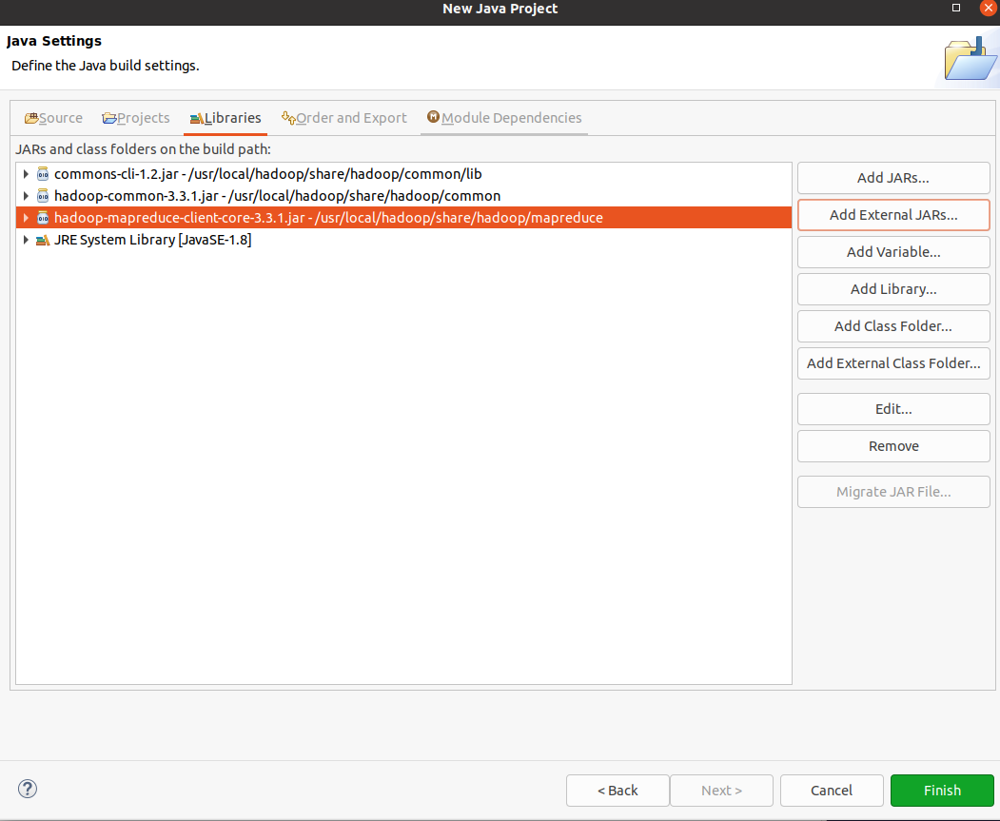 New Java Project
Java Settings
Define the Java build settings.
Source Projects Libraries Order and Export Module Dependencies
JARs and class folders on the build path:
commons-cli-1.2.jar - /usr/local/hadoop/share/hadoop/common/lib
hadoop-common-3.3.1.jar - /usr/local/hadoop/share/hadoop/common
hadoop-mapreduce-client-core-3.3.1.jar - /usr/local/hadoop/share/hadoop/mapreduce
JRE System Library [JavaSE-1.8]
Add JARs...
Add External JARs...
Add Variable...
Add Library...
Add Class Folder...
Add External Class Folder...
Edit...
Remove
Migrate JAR File...
?
< Back Next > Cancel Finish